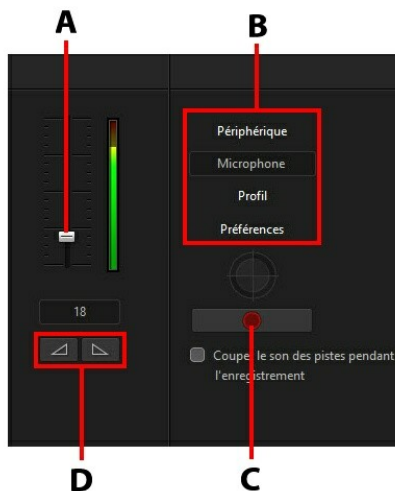 A
B
Périphérique
Microphone
Profil
Préférences
18
Couper le son des pistes pendant
l'enregistrement
D
C